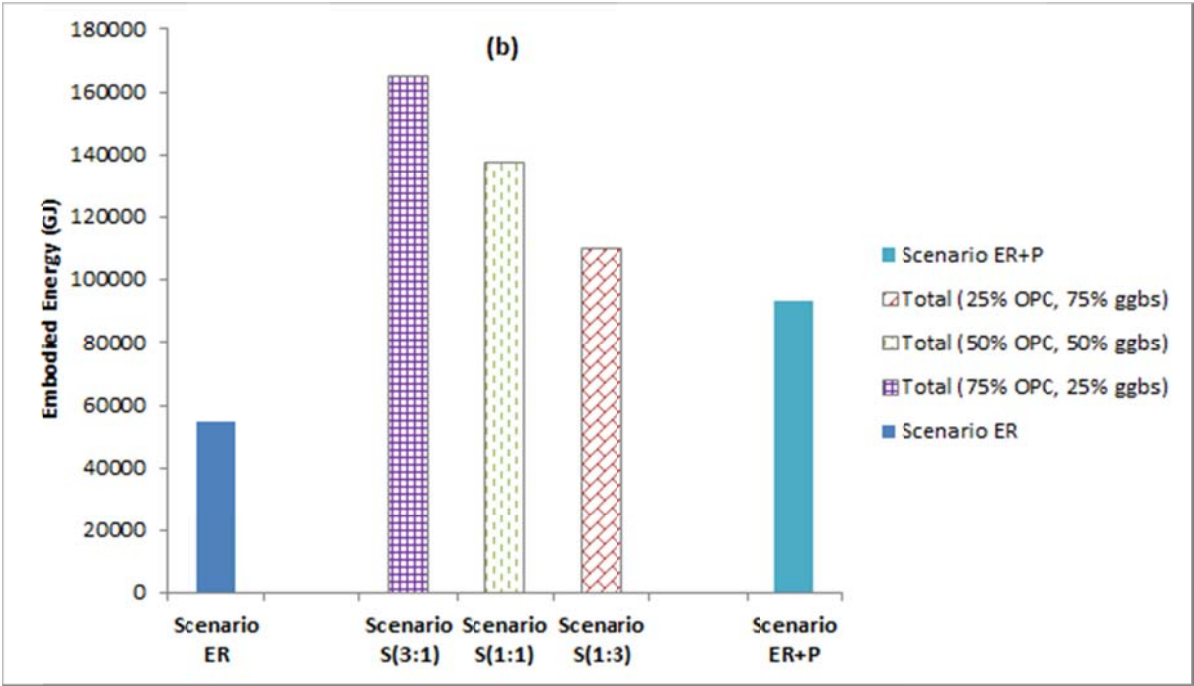 (b)
180000
160000
140000
120000
100000
80000
60000
40000
20000
0
Embodied Energy (GJ)
Scenario ER
Scenario S(3:1)
Scenario S(1:1)
Scenario S(1:3)
Scenario ER+P
Scenario ER+P
Total (25% OPC, 75% ggbs)
Total (50% OPC, 50% ggbs)
Total (75% OPC, 25% ggbs)
Scenario ER